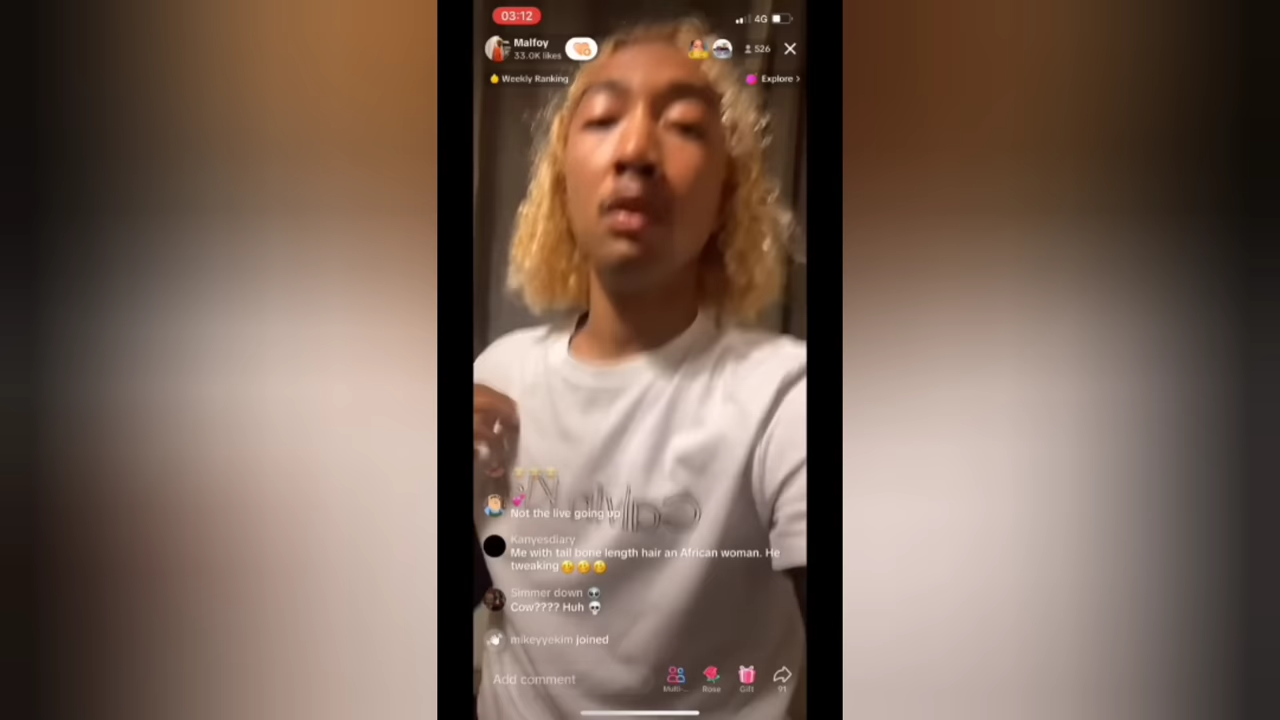 03:12
4G
Malfoy
33.0K likes
526
Weekly Ranking
Explore >
Not the live going up
Kanyesdiary
Me with tail bone length hair an African woman. He
tweaking
Simmer down
Cow???? Huh
mikeyyekim joined
Add comment
Multi-...
Rose
Gift
91